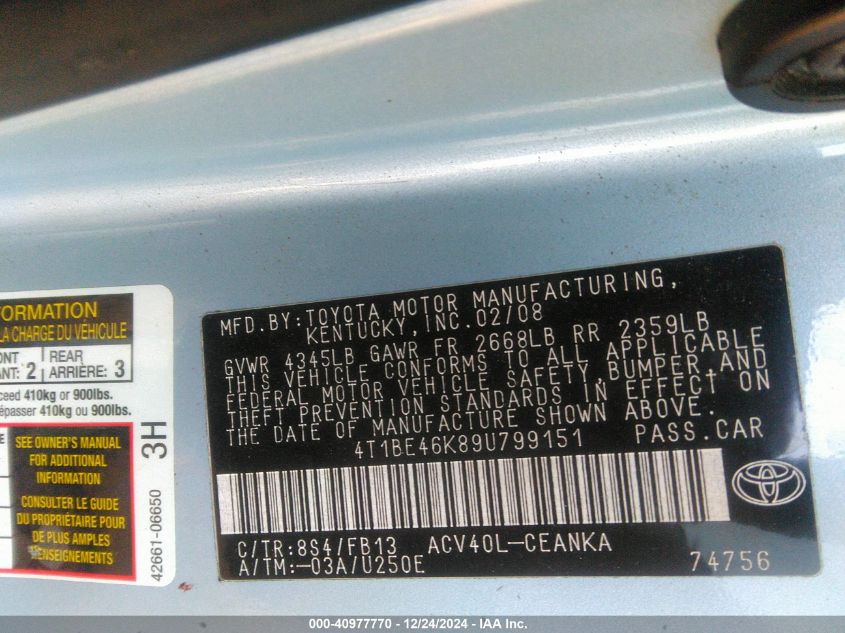 FORMATION
LA CHARGE DU VÉHICULE
ONT
ANT: 2
REAR
ARRIÈRE: 3
ceed 410kg or 900lbs.
épasser 410kg ou 900lbs.
SEE OWNER'S MANUAL
FOR ADDITIONAL
INFORMATION
CONSULTER LE GUIDE
DU PROPRIÉTAIRE POUR
DE PLUS AMPLES
RENSEIGNEMENTS
3H
42661-06650
MFD.BY:TOYOTA MOTOR MANUFACTURING,
KENTUCKY,INC.02/08
GVWR 4345LB GAWR FR 2668LB RR 2359LB
THIS VEHICLE CONFORMS TO ALL APPLICABLE
FEDERAL MOTOR VEHICLE SAFETY,BUMPER,AND
THEFT PREVENTION STANDARDS IN EFFECT ON
THE DATE OF MANUFACTURE SHOWN ABOVE.
4T1BE46K89U799151 PASS.CAR
C/TR:8S4/FB13 ACV40L-CEANKA
A/TM:-03A/U250E 74756
000-40977770 - 12/24/2024 - IAA Inc.